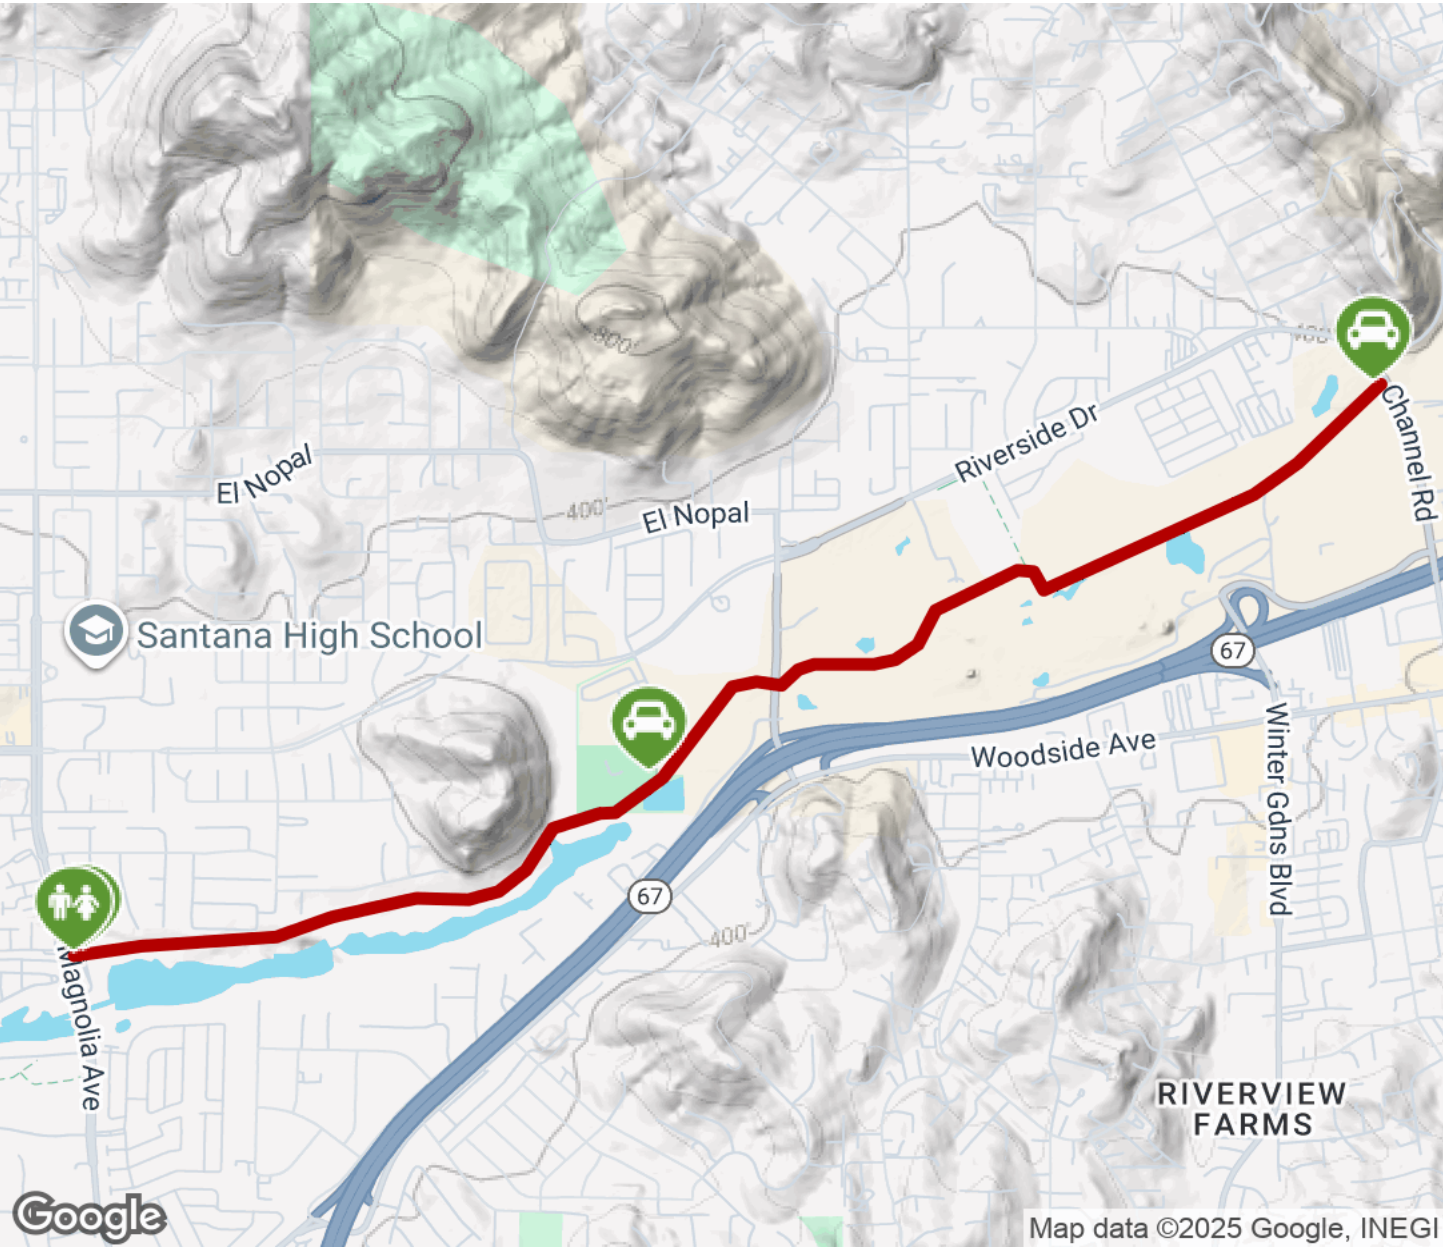 800'
400'
Riverside Dr
Channel Rd
El Nopal
400'
El Nopal
Santana High School
67
Woodside Ave
Winter Gdns Blvd
67
400'
Magnolia Ave
RIVERVIEW
FARMS
Google
Map data ©2025 Google, INEGI